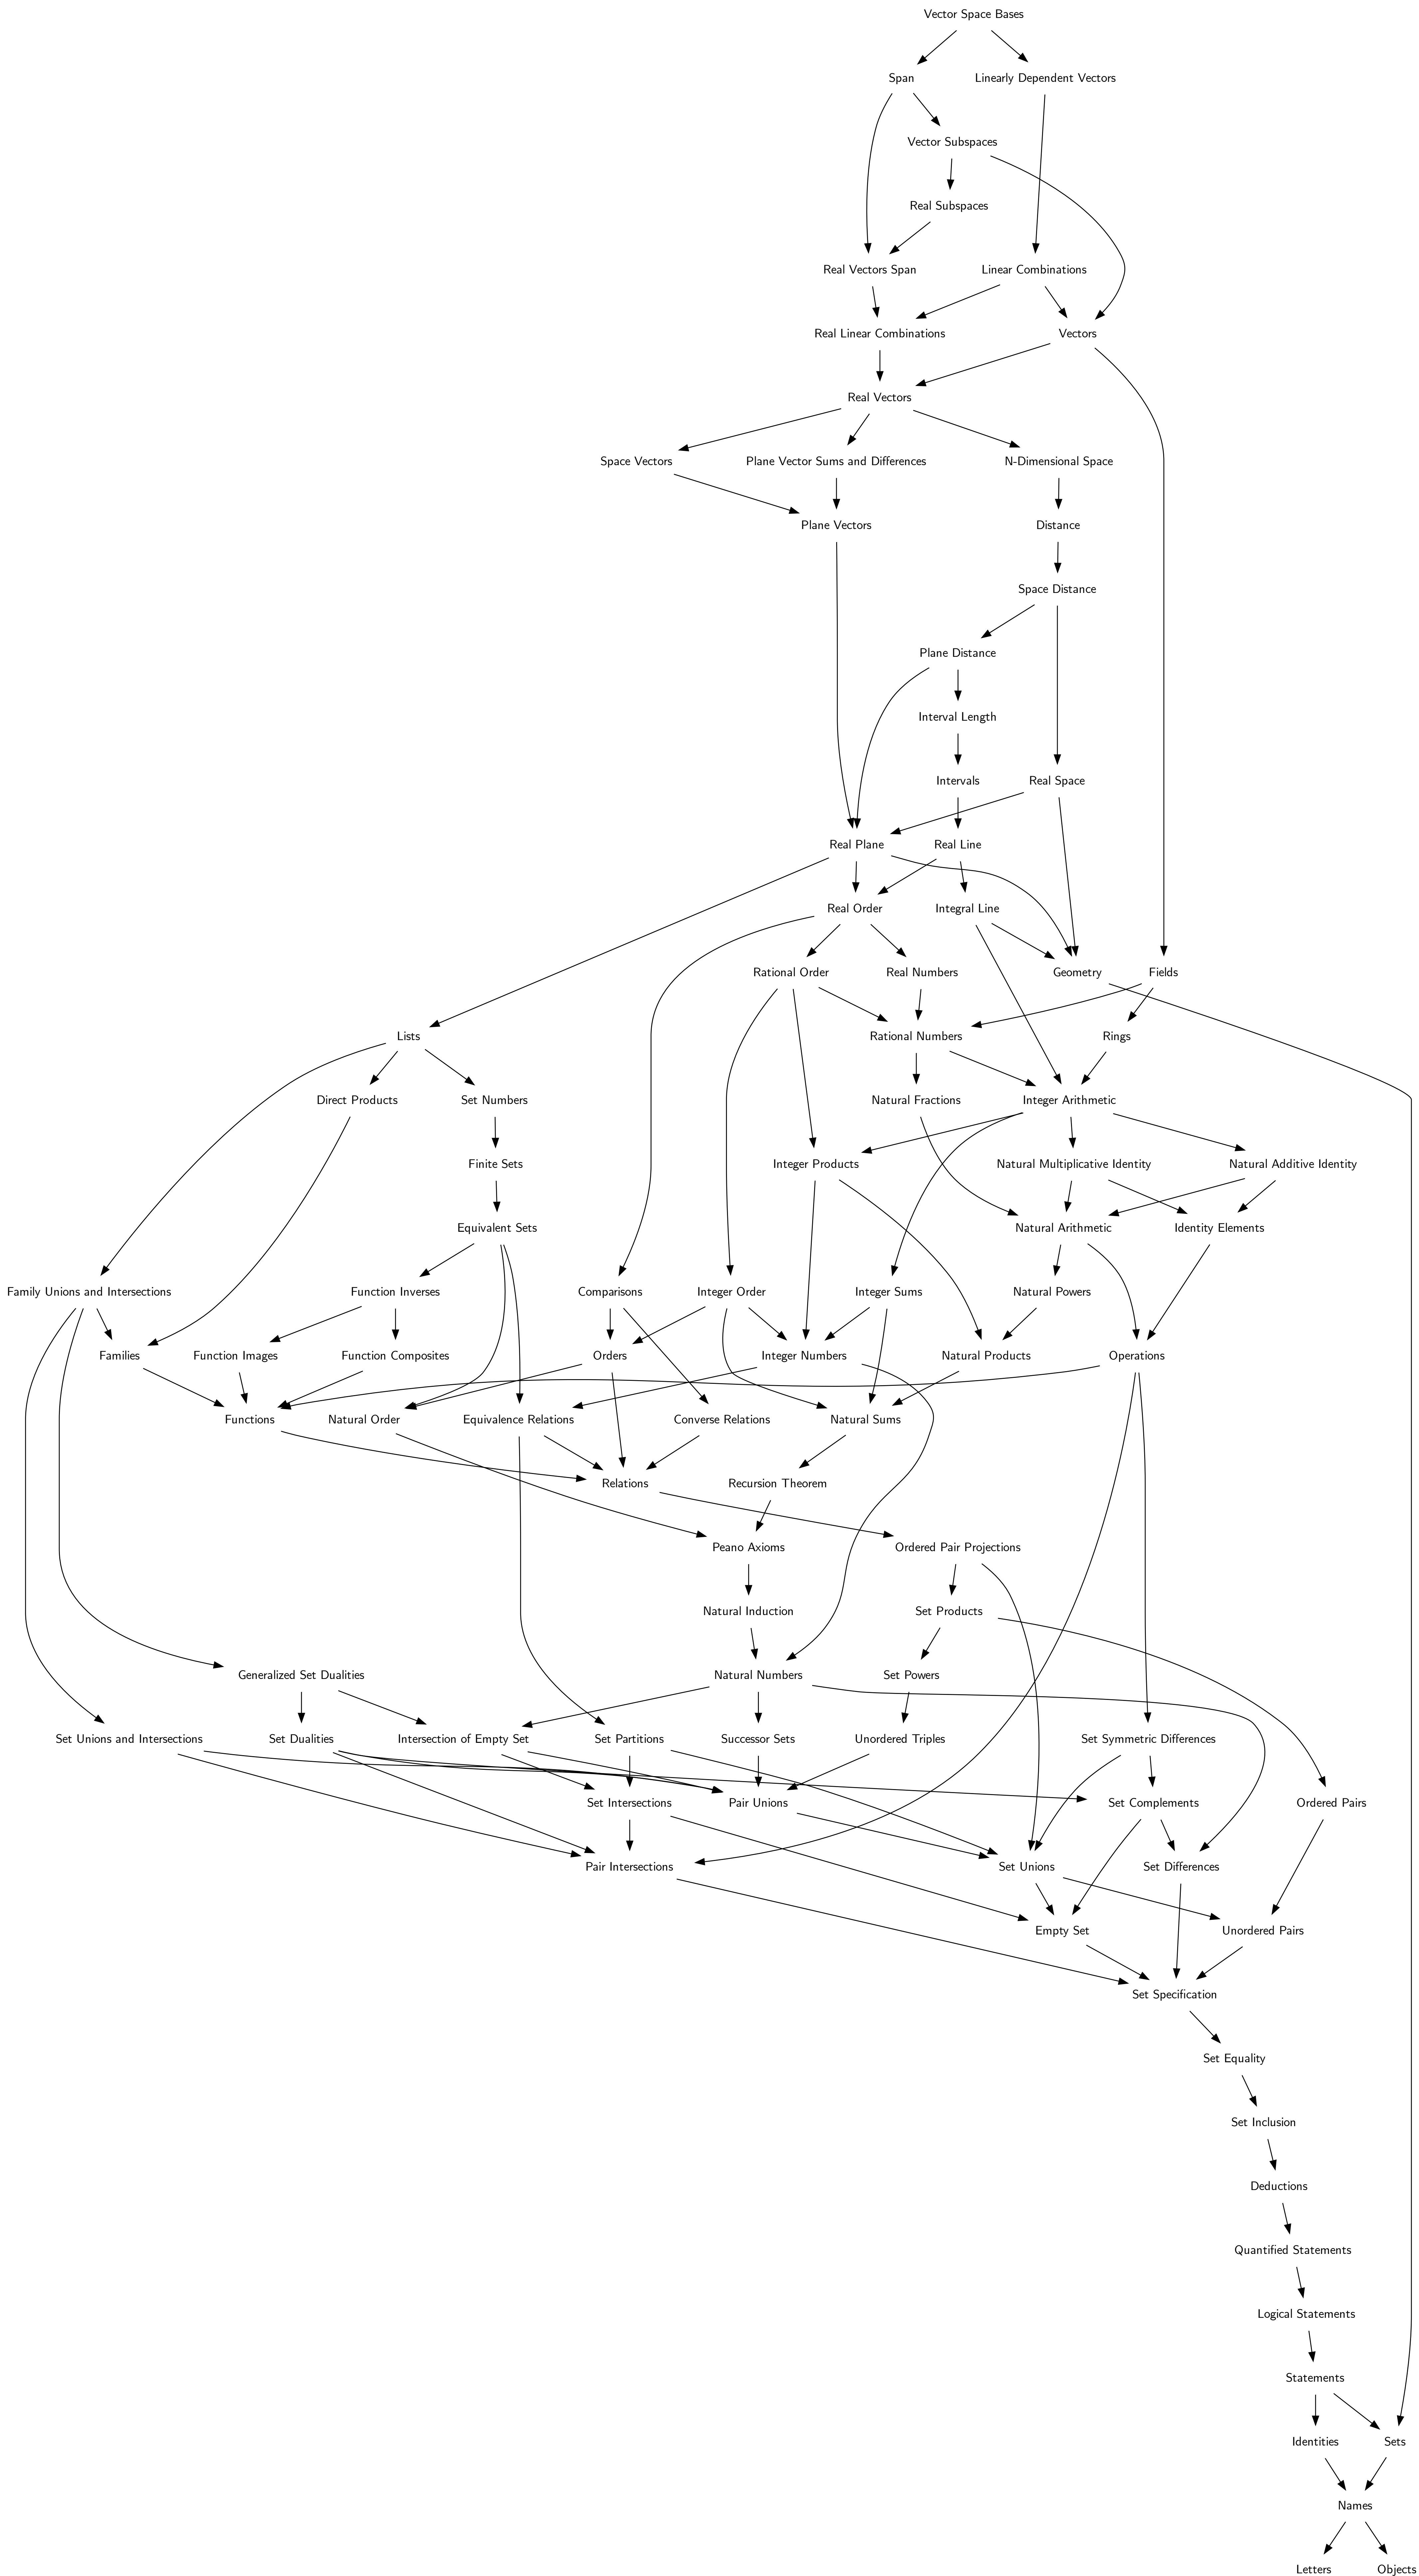 Vector Space Bases
Span
Linearly Dependent Vectors
Vector Subspaces
Real Subspaces
Real Vectors Span
Linear Combinations
Real Linear Combinations
Vectors
Real Vectors
Space Vectors
Plane Vector Sums and Differences
N-Dimensional Space
Plane Vectors
Distance
Space Distance
Plane Distance
Interval Length
Intervals
Real Space
Real Plane
Real Line
Real Order
Integral Line
Rational Order
Real Numbers
Geometry
Fields
Lists
Rational Numbers
Rings
Direct Products
Set Numbers
Natural Fractions
Integer Arithmetic
Finite Sets
Integer Products
Natural Multiplicative Identity
Natural Additive Identity
Equivalent Sets
Natural Arithmetic
Identity Elements
Family Unions and Intersections
Function Inverses
Comparisons
Integer Order
Integer Sums
Natural Powers
Families
Function Images
Function Composites
Orders
Integer Numbers
Natural Products
Operations
Functions
Natural Order
Equivalence Relations
Converse Relations
Natural Sums
Relations
Recursion Theorem
Peano Axioms
Ordered Pair Projections
Natural Induction
Set Products
Generalized Set Dualities
Natural Numbers
Set Powers
Set Unions and Intersections
Set Dualities
Intersection of Empty Set
Set Partitions
Successor Sets
Unordered Triples
Set Symmetric Differences
Set Intersections
Pair Unions
Set Complements
Ordered Pairs
Pair Intersections
Set Unions
Set Differences
Empty Set
Unordered Pairs
Set Specification
Set Equality
Set Inclusion
Deductions
Quantified Statements
Logical Statements
Statements
Identities
Sets
Names
Letters
Objects